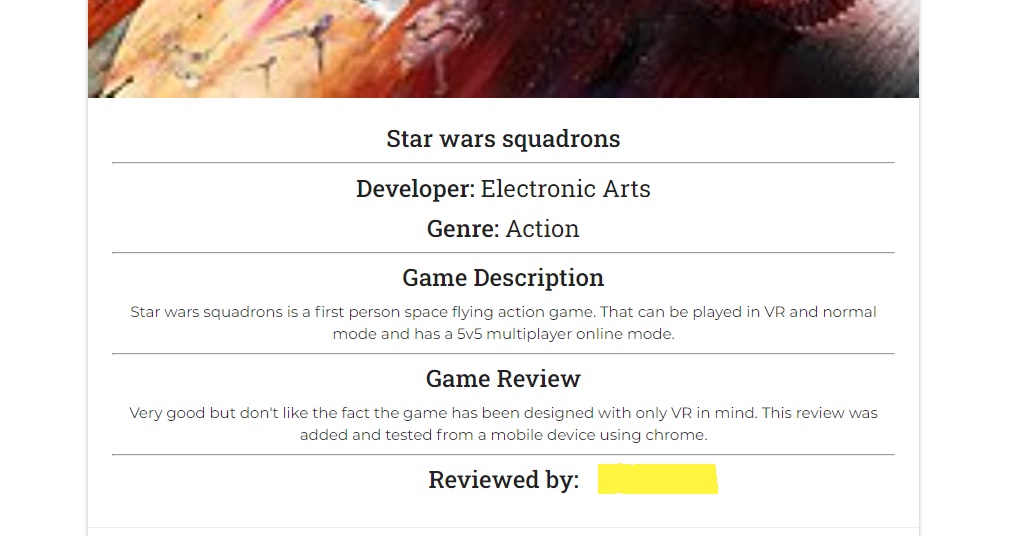 Star wars squadrons
Developer: Electronic Arts
Genre: Action
Game Description
Star wars squadrons is a first person space flying action game. That can be played in VR and normal
mode and has a 5v5 multiplayer online mode.
Game Review
Very good but don't like the fact the game has been designed with only VR in mind. This review was
added and tested from a mobile device using chrome.
Reviewed by: